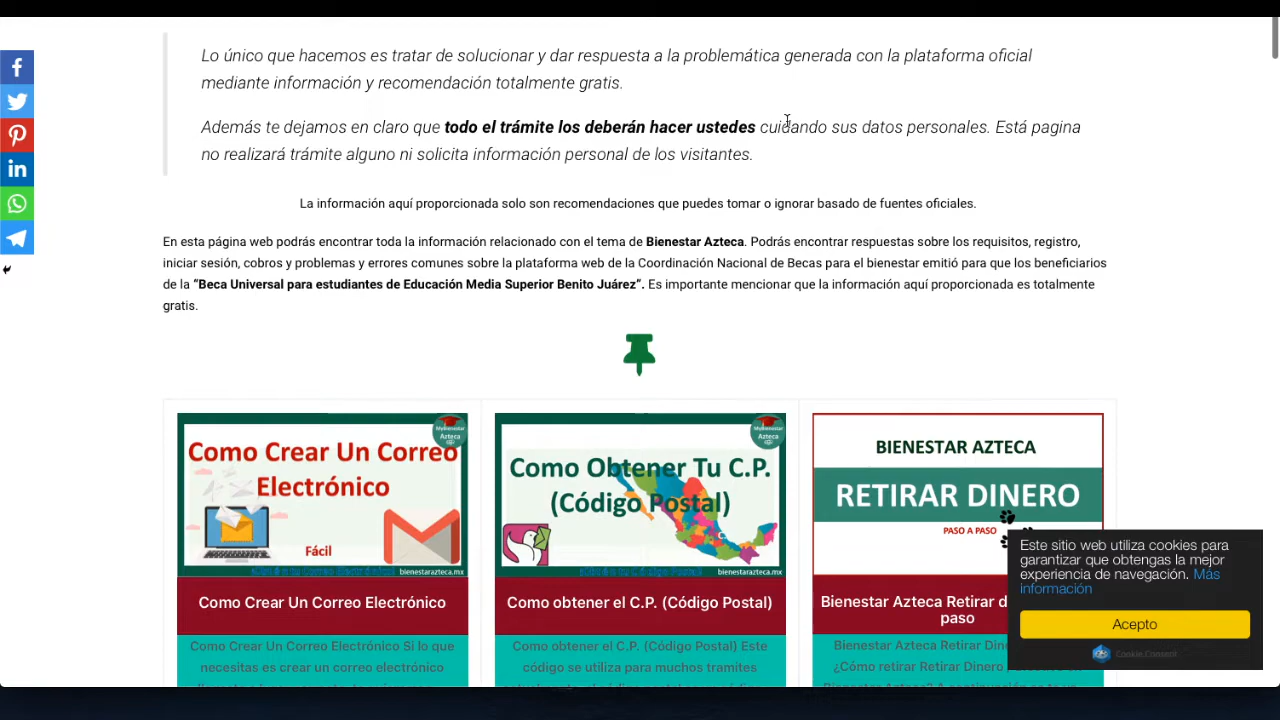 Lo único que hacemos es tratar de solucionar y dar respuesta a la problemática generada con la plataforma oficial
mediante información y recomendación totalmente gratis.
Además te dejamos en claro que todo el trámite los deberán hacer ustedes cuidando sus datos personales. Está pagina
no realizará trámite alguno ni solicita información personal de los visitantes.
La información aquí proporcionada solo son recomendaciones que puedes tomar o ignorar basado de fuentes oficiales.
En esta página web podrás encontrar toda la información relacionado con el tema de Bienestar Azteca. Podrás encontrar respuestas sobre los requisitos, registro,
iniciar sesión, cobros y problemas y errores comunes sobre la plataforma web de la Coordinación Nacional de Becas para el bienestar emitió para que los beneficiarios
de la “Beca Universal para estudiantes de Educación Media Superior Benito Juárez”. Es importante mencionar que la información aquí proporcionada es totalmente
gratis.
MyBienestar
Azteca
Como Crear Un Correo
Electrónico
Fácil
bienestarazteca.mx
Como Crear Un Correo Electrónico
Como Crear Un Correo Electrónico Si lo que
necesitas es crear un correo electrónico
MyBienestar
Azteca
Como Obtener Tu C.P.
(Código Postal)
bienestarazteca.mx
Como obtener el C.P. (Código Postal)
Como obtener el C.P. (Código Postal) Este
código se utiliza para muchos tramites
BIENESTAR AZTECA
RETIRAR DINERO
PASO A PASO
Bienestar Azteca Retirar d
paso
Bienestar Azteca Retirar Din
¿Cómo retirar Retirar Dinero
Este sitio web utiliza cookies para
garantizar que obtengas la mejor
experiencia de navegación. Mas
información
Acepto
Cookie Consent